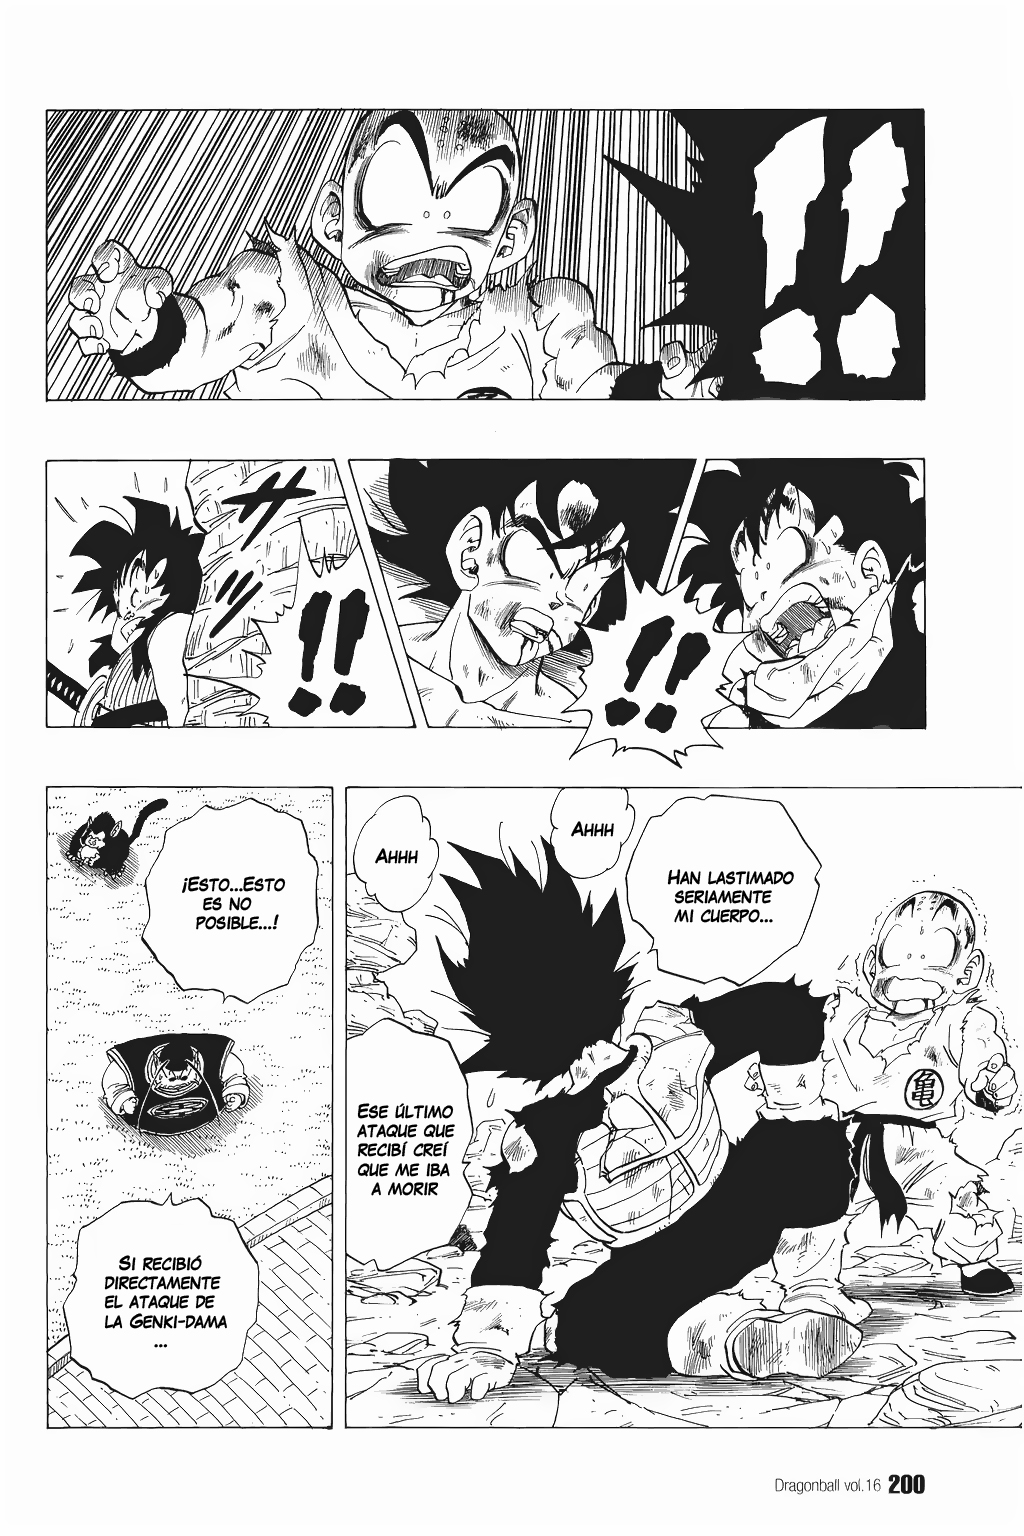 !!
!!
!!
Ahhh
Ahhh
Han lastimado
seriamente
mi cuerpo...
Ese último
ataque que
recibí creí
que me iba
a morir
亀
¡Esto...Esto
es no
posible...!
Si recibió
directamente
el ataque de
la Genki-dama
...
Dragonball vol.16 200